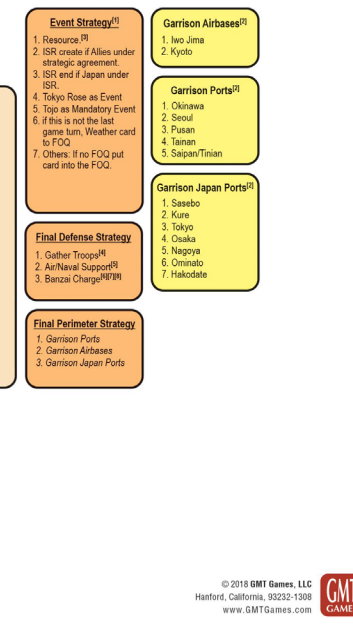 Event Strategy[1]
1. Resource.[3]
2. ISR create if Allies under
strategic agreement.
3. ISR end if Japan under
ISR.
4. Tokyo Rose as Event
5. Tojo as Mandatory Event
6. if this is not the last
game turn, Weather card
to FOQ
7. Others: If no FOQ put
card into the FOQ.
Final Defense Strategy
1. Gather Troops[4]
2. Air/Naval Support[5]
3. Banzai Charge[6][7][8]
Final Perimeter Strategy
1. Garrison Ports
2. Garrison Airbases
3. Garrison Japan Ports
Garrison Airbases[2]
1. Iwo Jima
2. Kyoto
Garrison Ports[2]
1. Okinawa
2. Seoul
3. Pusan
4. Tainan
5. Saipan/Tinian
Garrison Japan Ports[2]
1. Sasebo
2. Kure
3. Tokyo
4. Osaka
5. Nagoya
6. Ominato
7. Hakodate
© 2018 GMT Games, LLC
Hanford, California, 93232-1308
www.GMTGames.com
GMT
GAMES